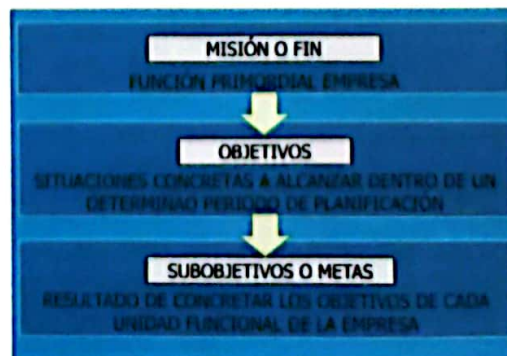 MISIÓN O FIN
FUNCIÓN PRIMORDIAL EMPRESA
OBJETIVOS
SITUACIONES CONCRETAS A ALCANZAR DENTRO DE UN
DETERMINADO PERIODO DE PLANIFICACIÓN
SUBOBJETIVOS O METAS
RESULTADO DE CONCRETAR LOS OBJETIVOS DE CADA
UNIDAD FUNCIONAL DE LA EMPRESA